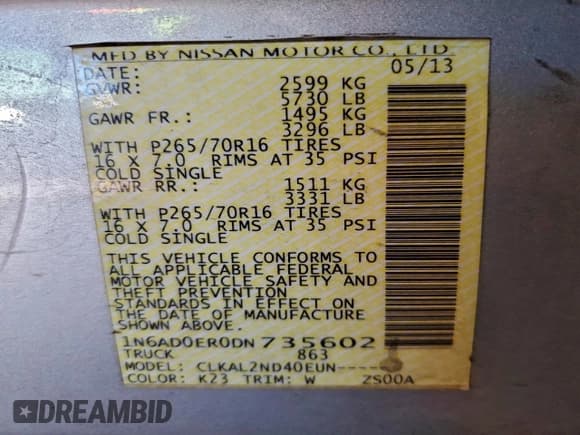 MFD BY NISSAN MOTOR CO., LTD
DATE: 05/13
GVWR: 2599 KG
5730 LB
GAWR FR.: 1495 KG
3296 LB
WITH P265/70R16 TIRES
16 X 7.0 RIMS AT 35 PSI
COLD SINGLE
GAWR RR.: 1511 KG
3331 LB
WITH P265/70R16 TIRES
16 X 7.0 RIMS AT 35 PSI
COLD SINGLE
THIS VEHICLE CONFORMS TO
ALL APPLICABLE FEDERAL
MOTOR VEHICLE SAFETY AND
THEFT PREVENTION
STANDARDS IN EFFECT ON
THE DATE OF MANUFACTURE
SHOWN ABOVE.
1N6AD0ER0DN735602
TRUCK 863
MODEL: CLKAL2ND40EUN-----
COLOR: K23 TRIM: W ZS00A
DREAMBID